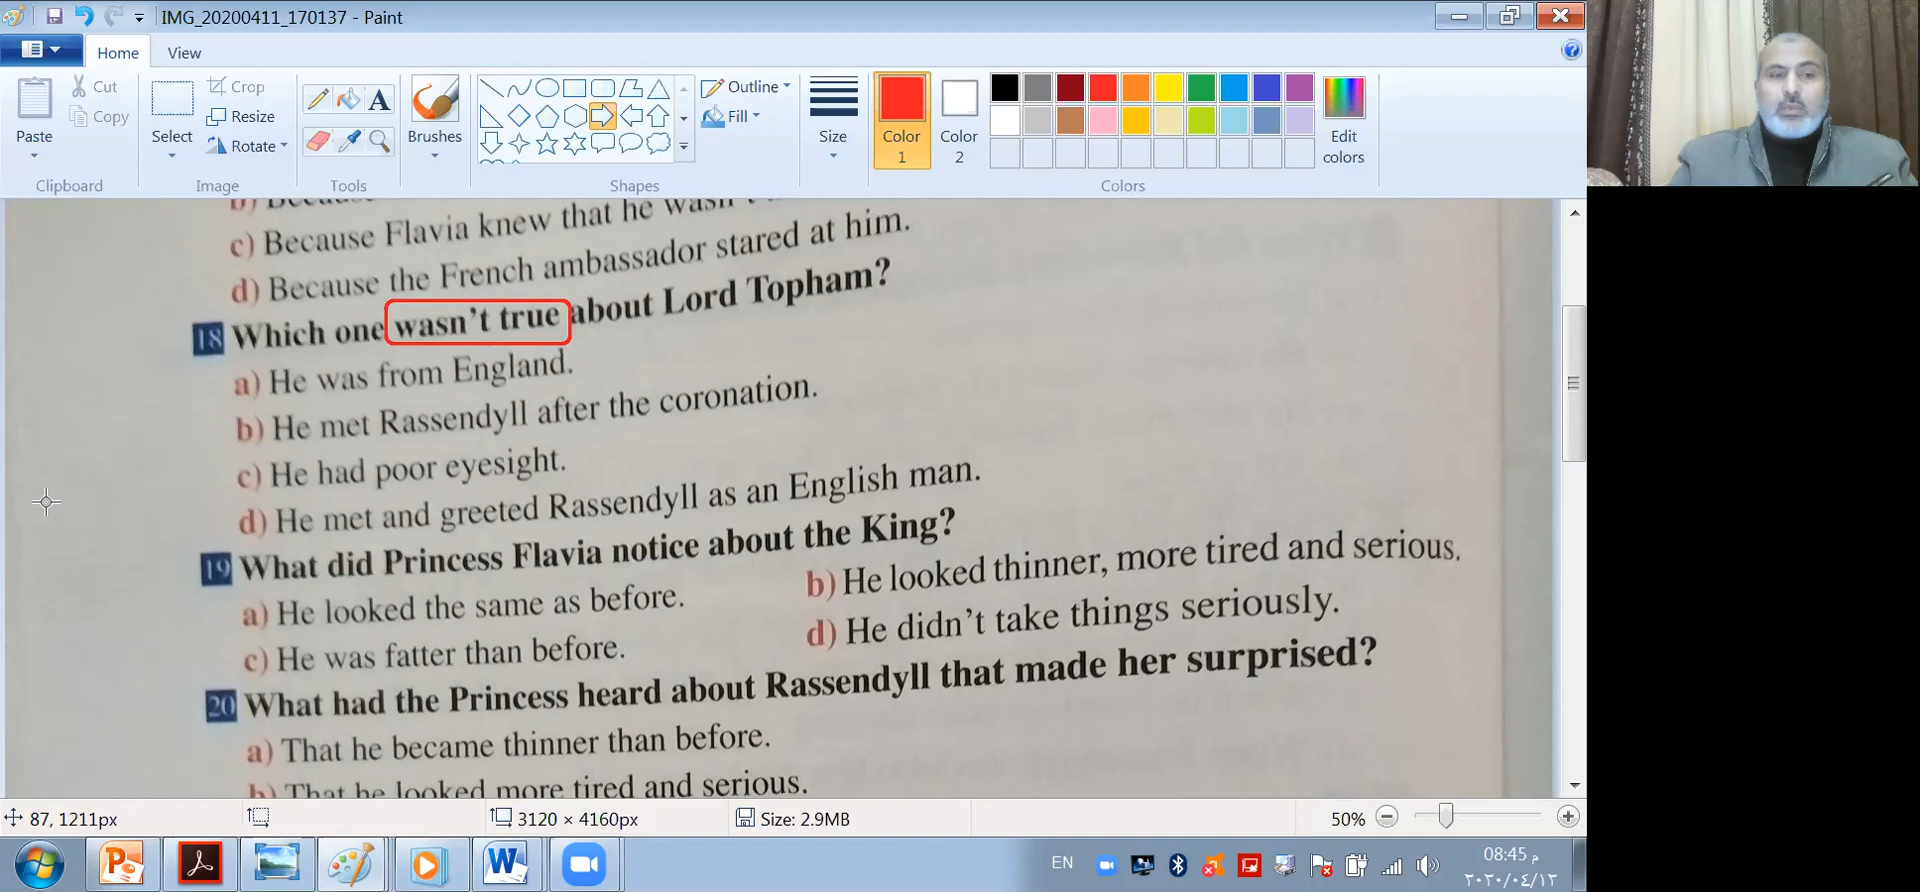 IMG_20200411_170137 - Paint
Home View
Paste
Cut
Copy
Clipboard
Select
Crop
Resize
Rotate
Image
Tools
Brushes
Shapes
Outline
Fill
Size
Color 1
Color 2
Edit colors
Colors
c) Because Flavia knew that he wasn't
d) Because the French ambassador stared at him.
18 Which one wasn't true about Lord Topham?
a) He was from England.
b) He met Rassendyll after the coronation.
c) He had poor eyesight.
d) He met and greeted Rassendyll as an English man.
19 What did Princess Flavia notice about the King?
a) He looked the same as before. b) He looked thinner, more tired and serious.
c) He was fatter than before. d) He didn't take things seriously.
20 What had the Princess heard about Rassendyll that made her surprised?
a) That he became thinner than before.
b) That he looked more tired and serious.
87, 1211px 3120 × 4160px Size: 2.9MB 50%
EN 08:45 م
٢٠٢٠/٠٤/١٢